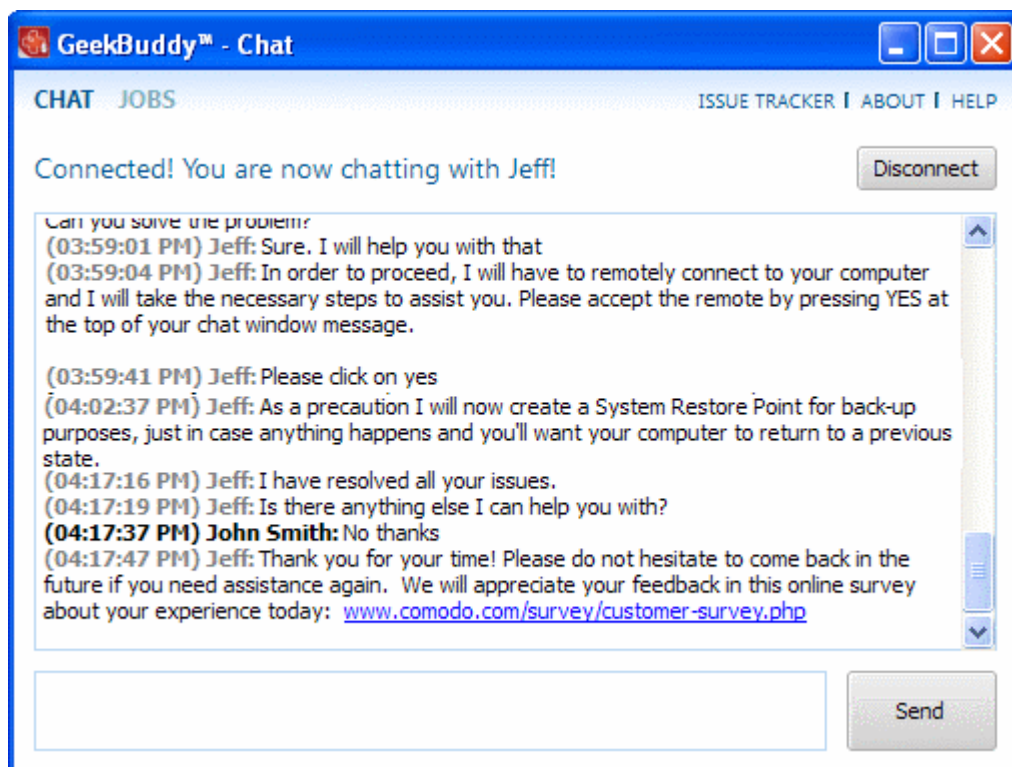 GeekBuddy™ - Chat
CHAT JOBS
ISSUE TRACKER | ABOUT | HELP
Connected! You are now chatting with Jeff!
Disconnect
Can you solve the problem?
(03:59:01 PM) Jeff: Sure. I will help you with that
(03:59:04 PM) Jeff: In order to proceed, I will have to remotely connect to your computer
and I will take the necessary steps to assist you. Please accept the remote by pressing YES at
the top of your chat window message.
(03:59:41 PM) Jeff: Please click on yes
(04:02:37 PM) Jeff: As a precaution I will now create a System Restore Point for back-up
purposes, just in case anything happens and you'll want your computer to return to a previous
state.
(04:17:16 PM) Jeff: I have resolved all your issues.
(04:17:19 PM) Jeff: Is there anything else I can help you with?
(04:17:37 PM) John Smith: No thanks
(04:17:47 PM) Jeff: Thank you for your time! Please do not hesitate to come back in the
future if you need assistance again.  We will appreciate your feedback in this online survey
about your experience today:  www.comodo.com/survey/customer-survey.php
Send